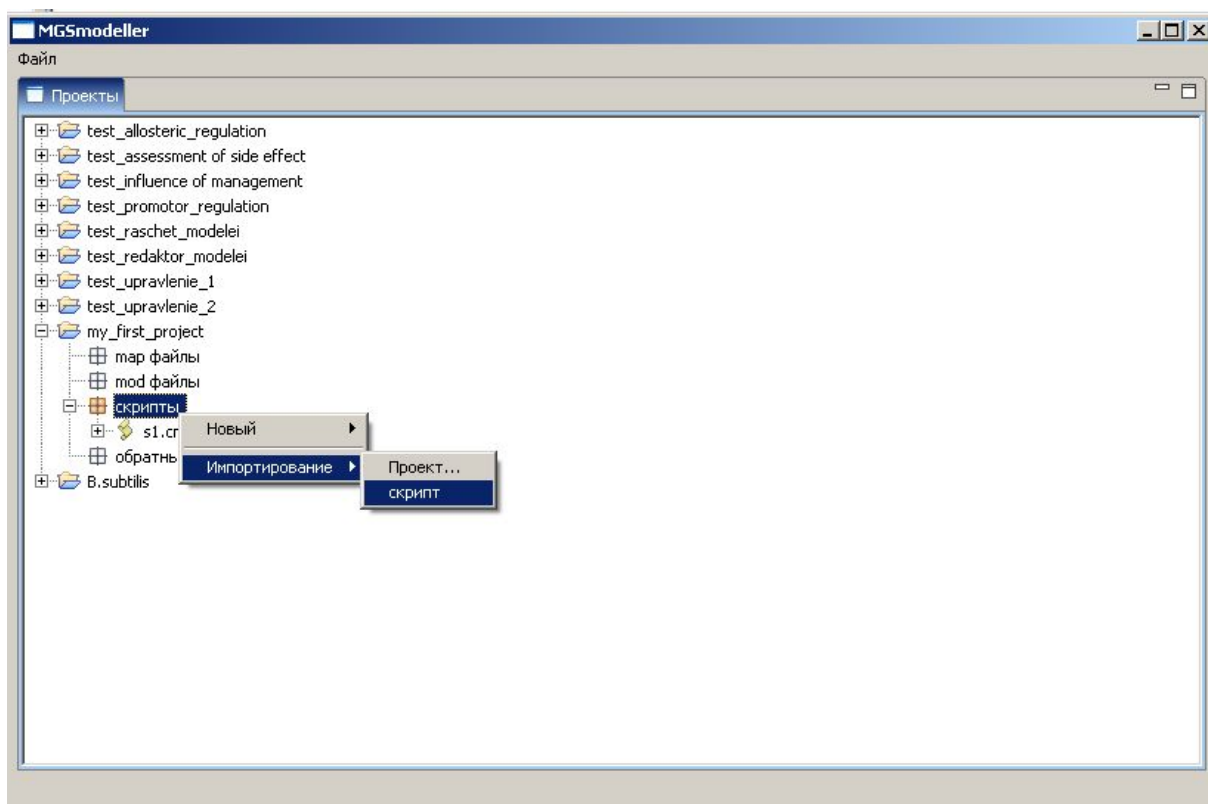 MGSmodeller
Файл
Проекты
test_allosteric_regulation
test_assessment of side effect
test_influence of management
test_promotor_regulation
test_raschet_modelei
test_redaktor_modelei
test_upravlenie_1
test_upravlenie_2
my_first_project
map файлы
mod файлы
скрипты
s1.cr
Новый
обратны
Импортирование
Проект...
B.subtilis
скрипт